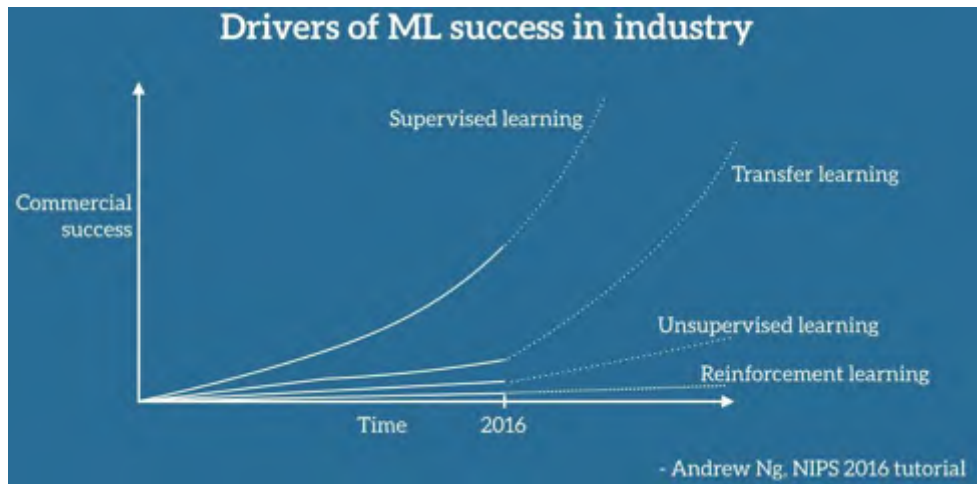 Drivers of ML success in industry
Supervised learning
Transfer learning
Commercial
success
Unsupervised learning
Reinforcement learning
Time
2016
- Andrew Ng, NIPS 2016 tutorial